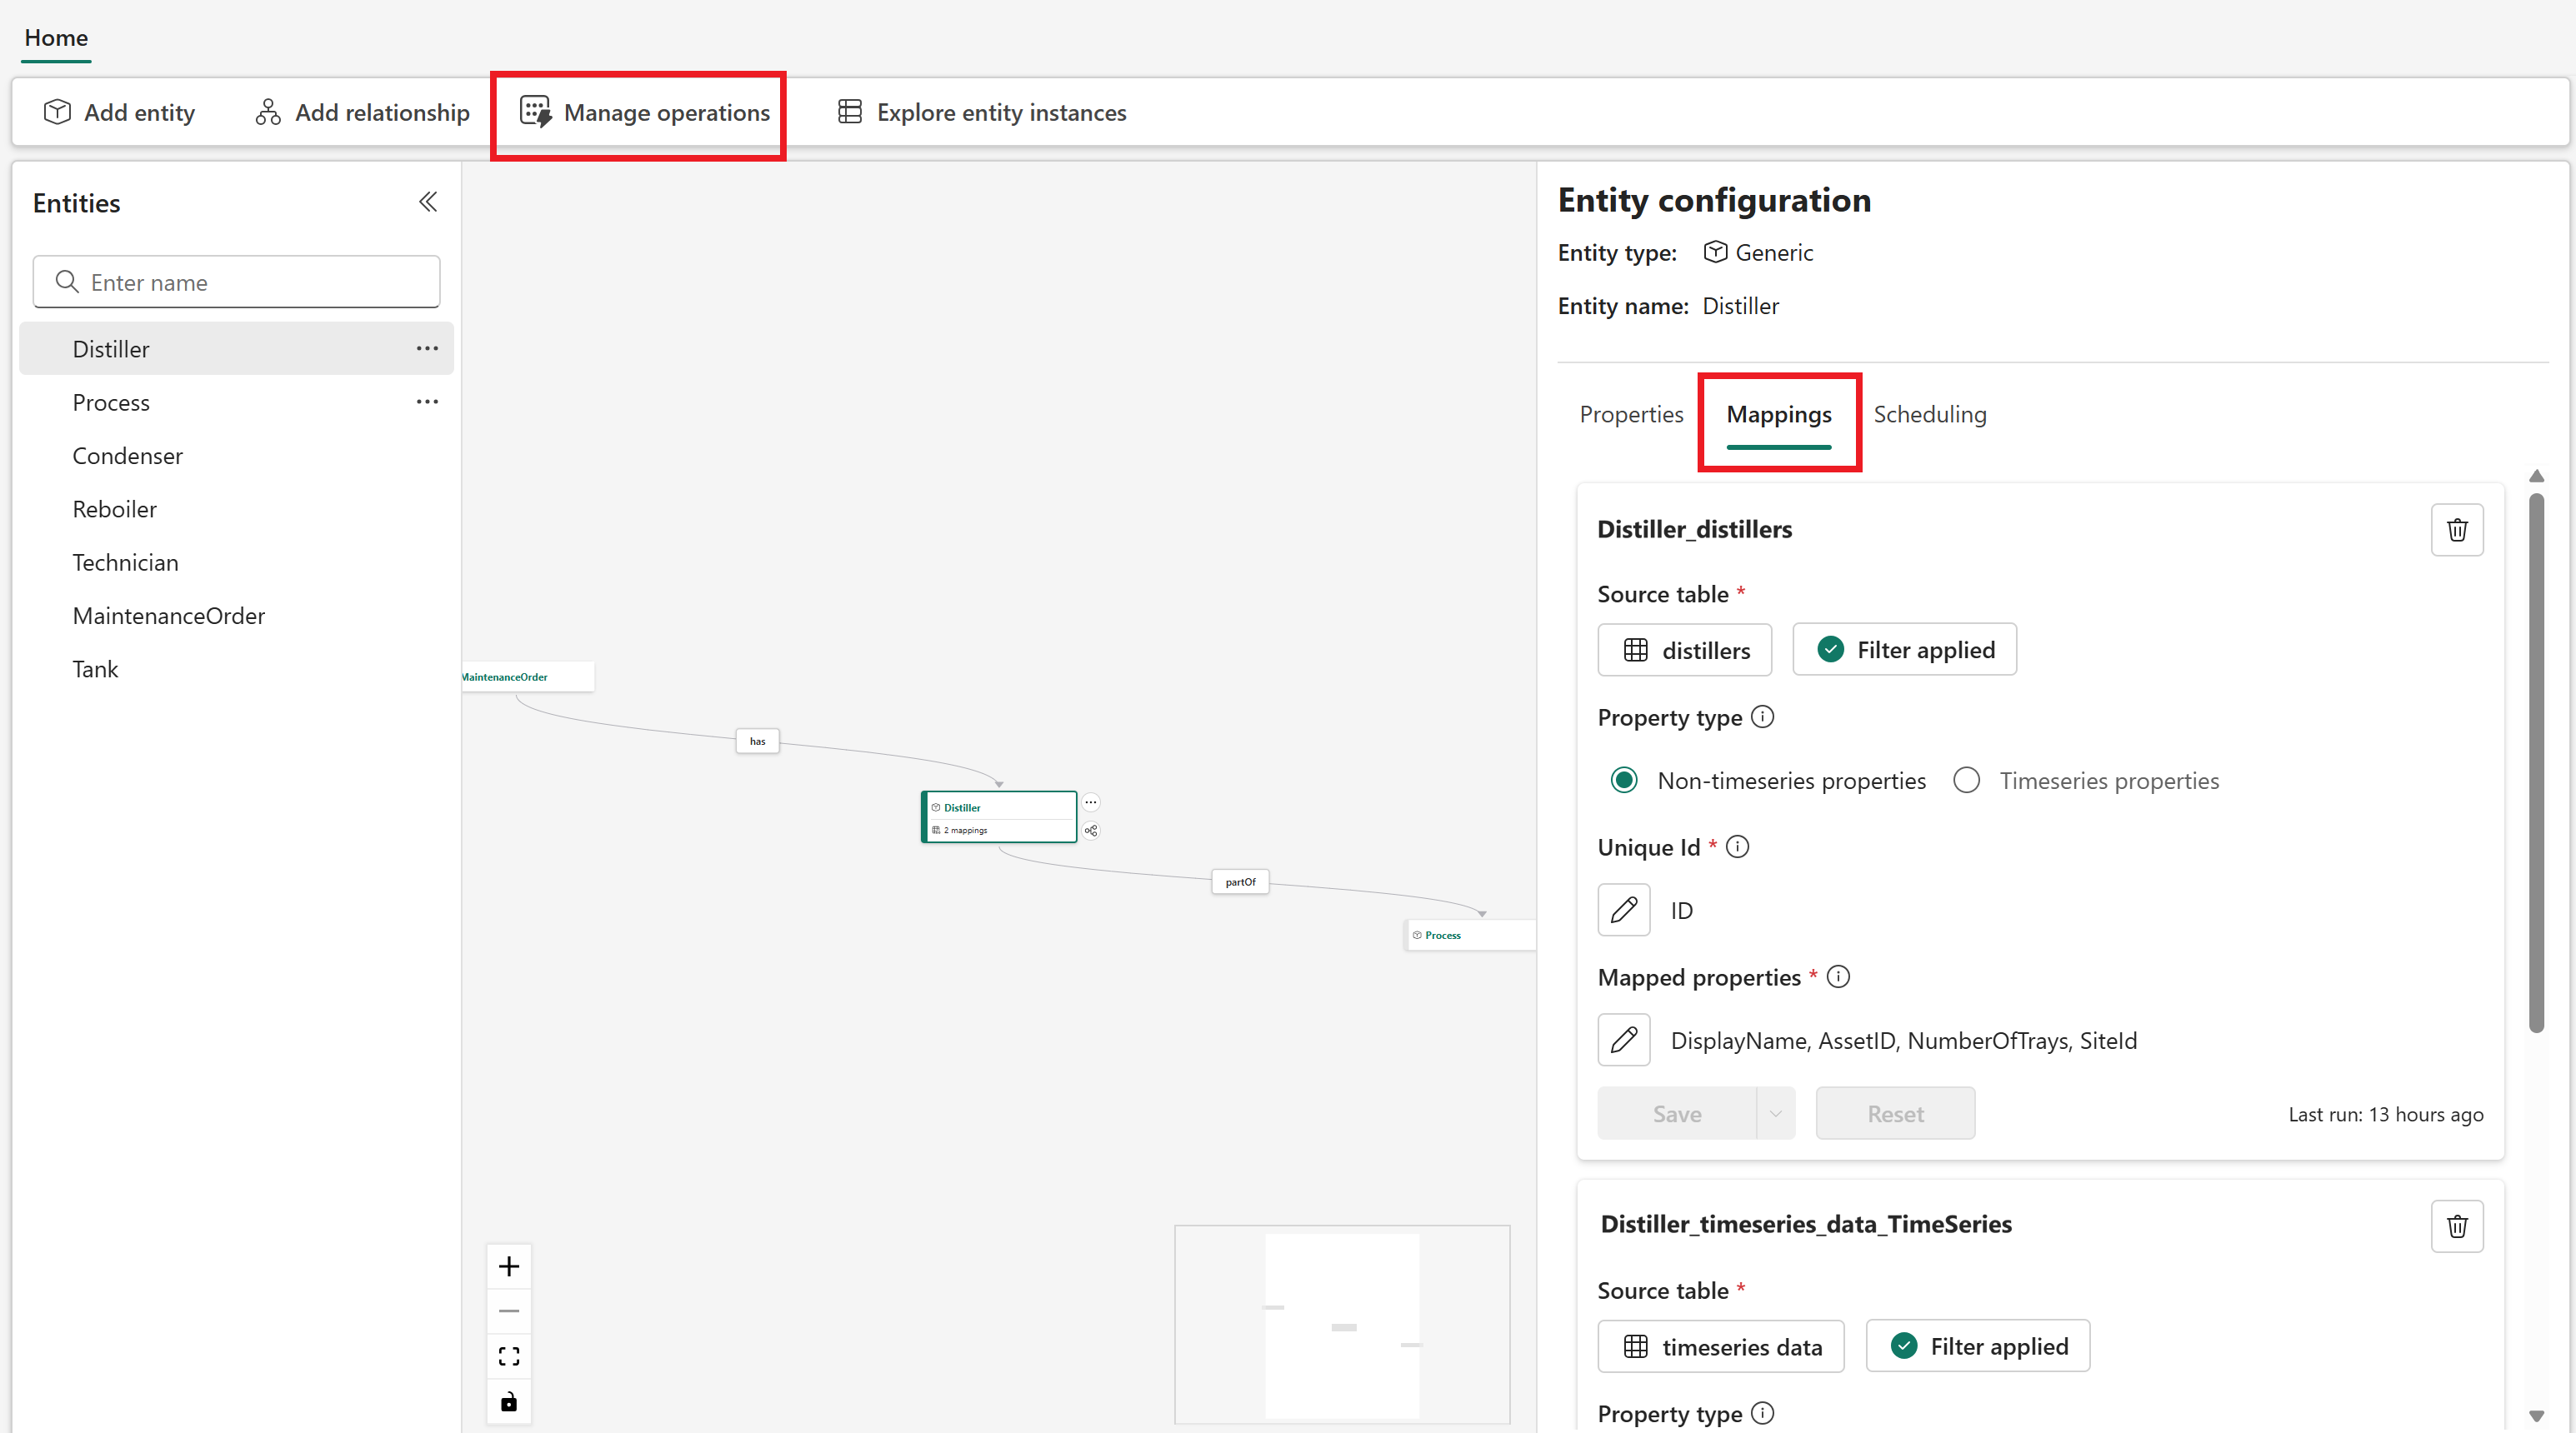 Home
Add entity
Add relationship
Manage operations
Explore entity instances
Entities
Enter name
Distiller
Process
Condenser
Reboiler
Technician
MaintenanceOrder
Tank
MaintenanceOrder
has
Distiller
2 mappings
partOf
Process
Entity configuration
Entity type: Generic
Entity name: Distiller
Properties
Mappings
Scheduling
Distiller_distillers
Source table *
distillers
Filter applied
Property type
Non-timeseries properties
Timeseries properties
Unique Id *
ID
Mapped properties *
DisplayName, AssetID, NumberOfTrays, SiteId
Save
Reset
Last run: 13 hours ago
Distiller_timeseries_data_TimeSeries
Source table *
timeseries data
Filter applied
Property type